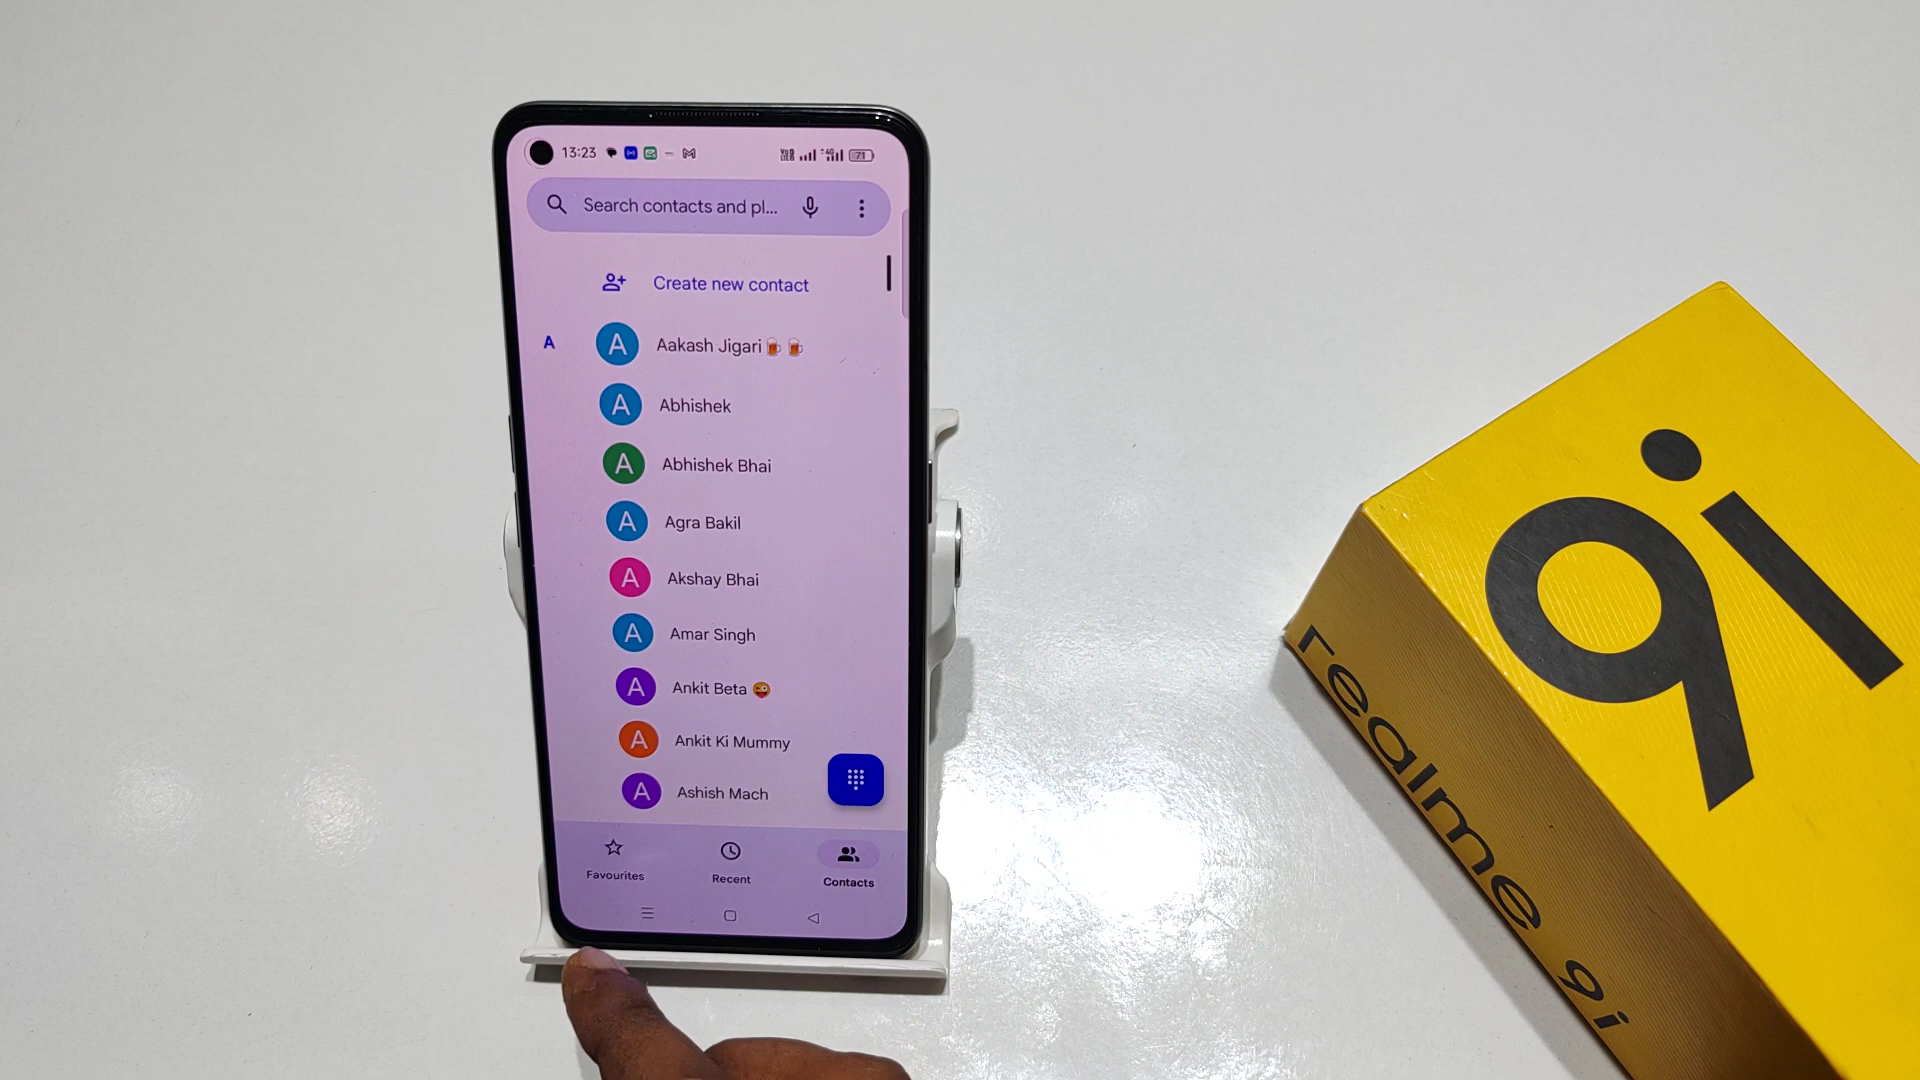 13:23
71
Search contacts and pl...
Create new contact
A
A Aakash Jigari🍺🍺
A Abhishek
A Abhishek Bhai
A Agra Bakil
A Akshay Bhai
A Amar Singh
A Ankit Beta 😜
A Ankit Ki Mummy
A Ashish Mach
Favourites
Recent
Contacts
9i
realme 9i